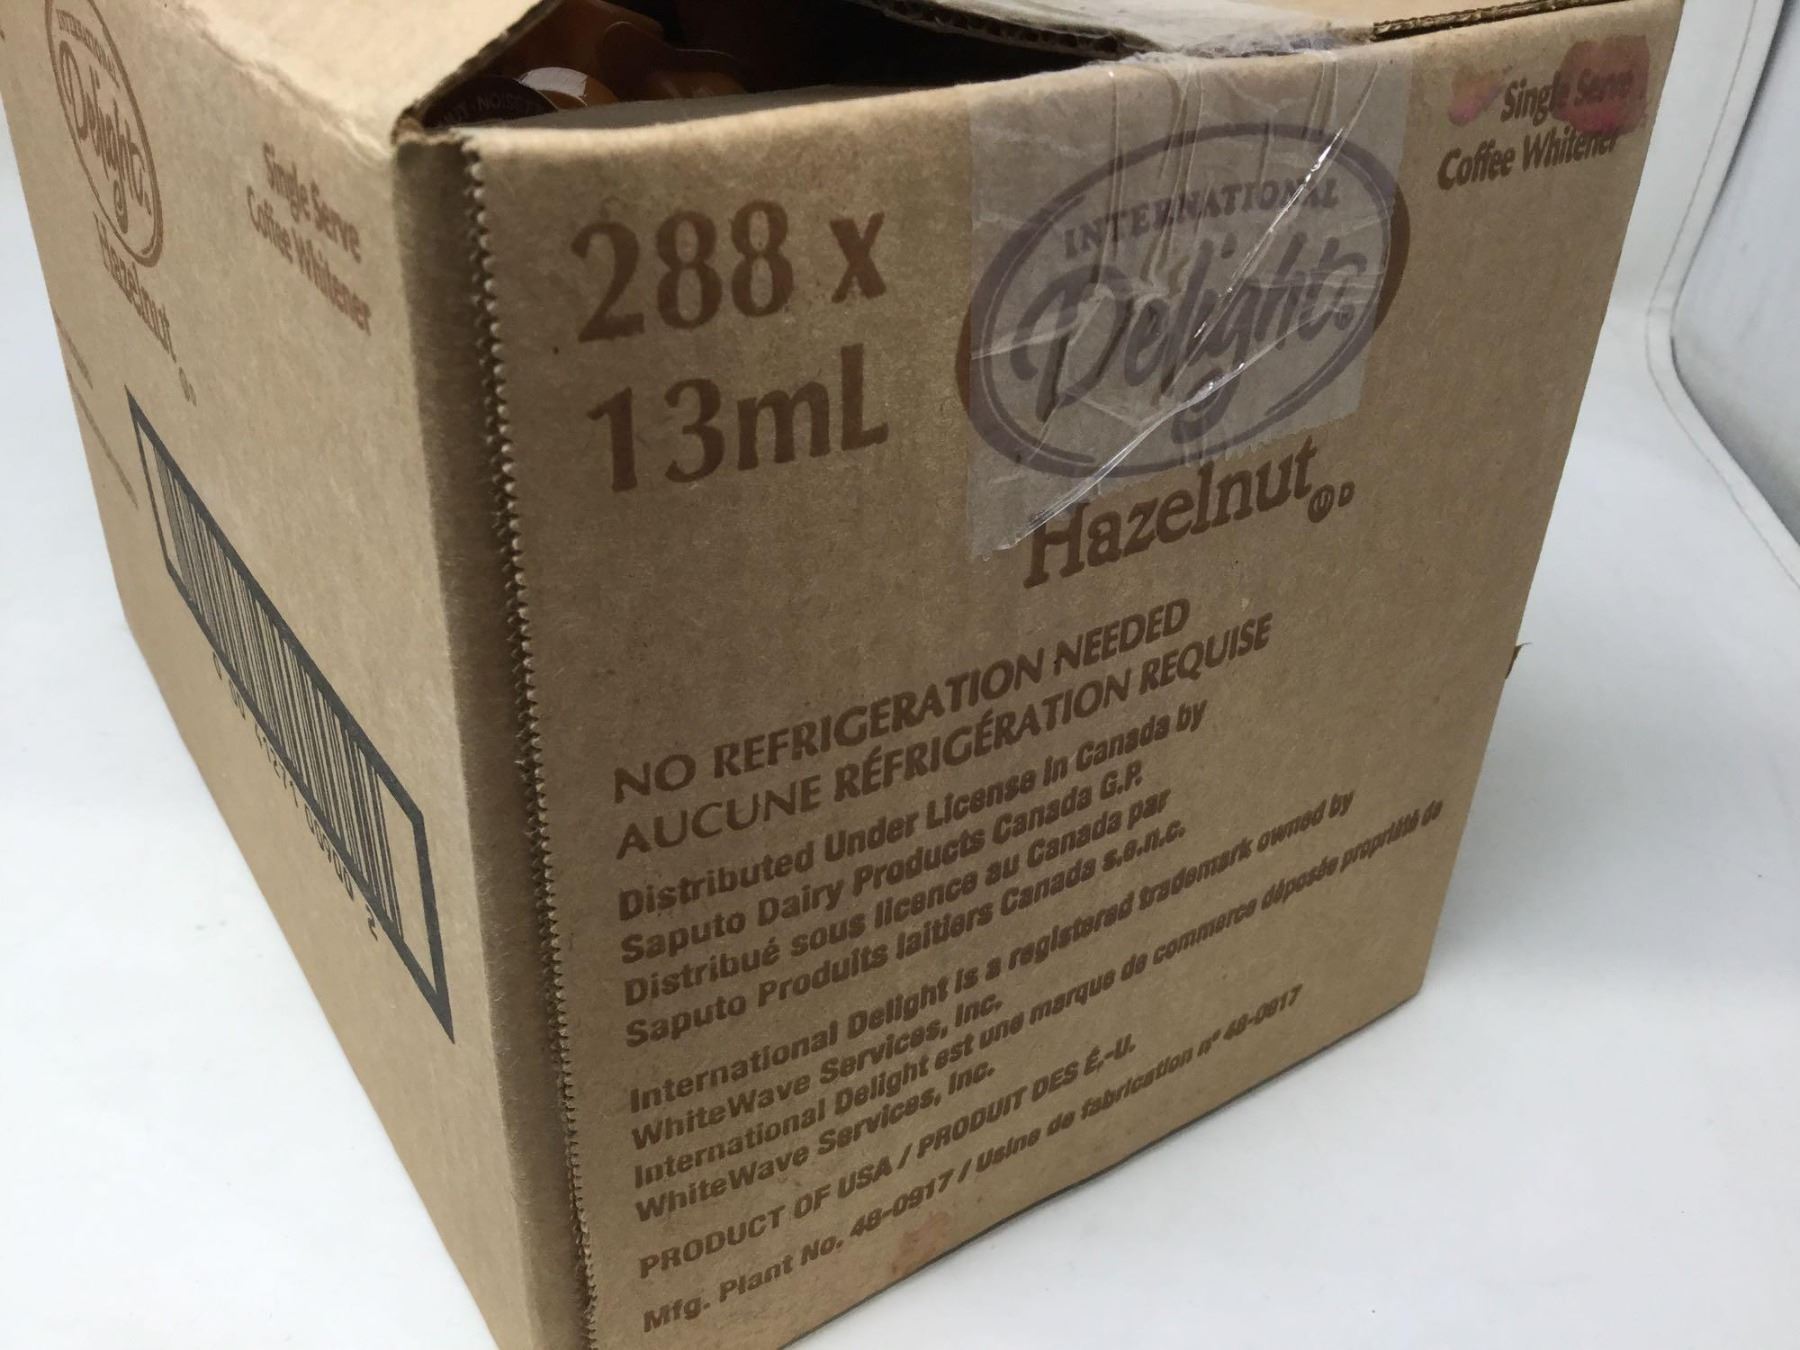 INTERNATIONAL
Delight®
Hazelnut
Single Serve
Coffee Whitener
288 x
13mL
INTERNATIONAL
Delight®
Hazelnut
Ⓤ D
Single Serve
Coffee Whitener
NO REFRIGERATION NEEDED
AUCUNE RÉFRIGÉRATION REQUISE
Distributed Under License in Canada by
Saputo Dairy Products Canada G.P.
Distribué sous licence au Canada par
Saputo Produits laitiers Canada s.e.n.c.
International Delight is a registered trademark owned by
WhiteWave Services, Inc.
International Delight est une marque de commerce déposée propriété de
WhiteWave Services, Inc.
PRODUCT OF USA / PRODUIT DES É.-U.
Mfg. Plant No. 48-0917 / Usine de fabrication n° 48-0917